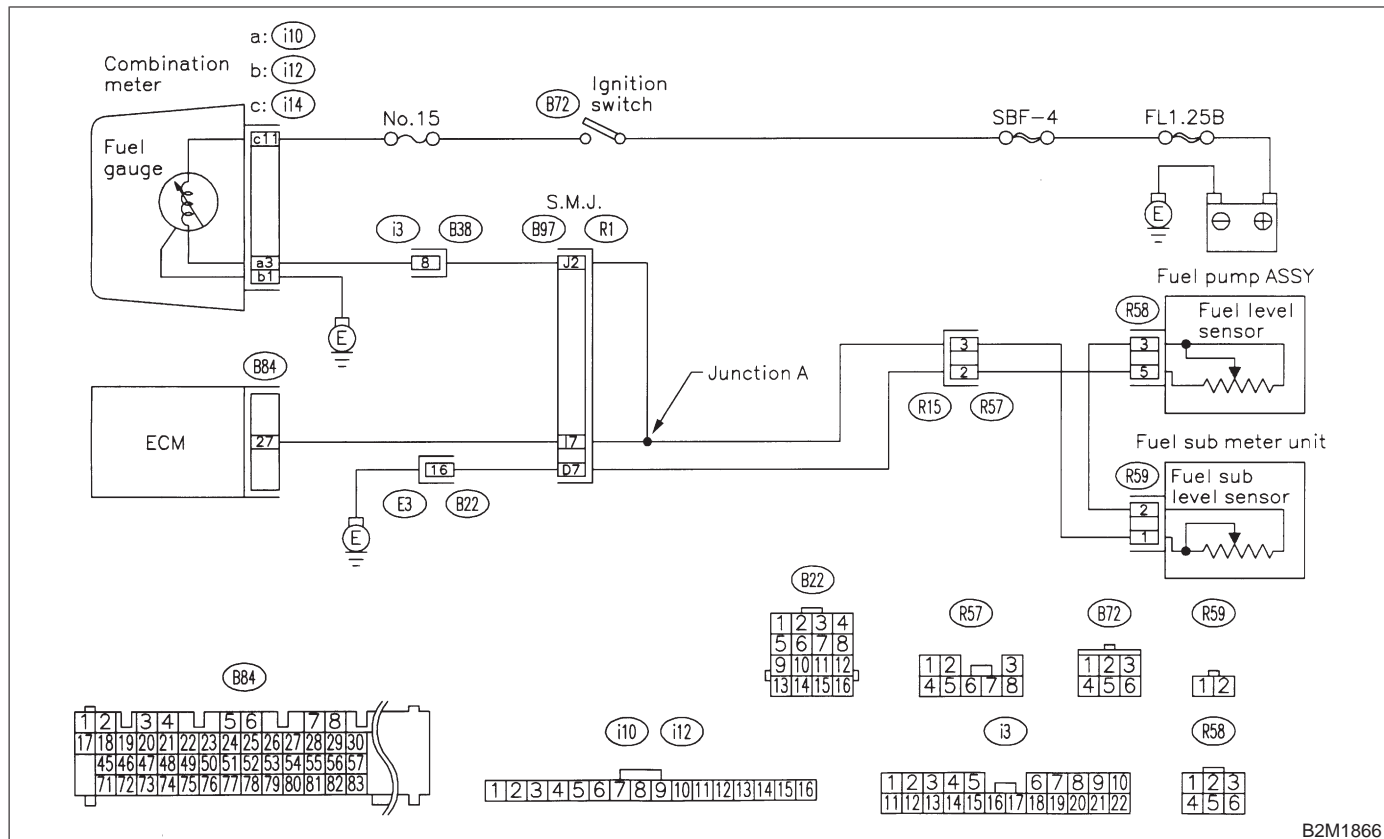 a: i10
b: i12
c: i14
Combination
meter
Fuel
gauge
c11
No.15
B72
Ignition
switch
SBF-4
FL1.25B
E
⊖ ⊕
S.M.J.
i3 B38 B97 R1
a3
b1
8
J2
E
Fuel pump ASSY
R58
Fuel level
sensor
3
5
B84
ECM
27
I7
D7
Junction A
3
2
R15 R57
16
E3 B22
E
Fuel sub meter unit
R59
Fuel sub
level sensor
2
1
B22
1 2 3 4
5 6 7 8
9 10 11 12
13 14 15 16
R57
1 2 3
4 5 6 7 8
B72
1 2 3
4 5 6
R59
1 2
B84
1 2 3 4 5 6 7 8
17 18 19 20 21 22 23 24 25 26 27 28 29 30
45 46 47 48 49 50 51 52 53 54 55 56 57
71 72 73 74 75 76 77 78 79 80 81 82 83
i10 i12
1 2 3 4 5 6 7 8 9 10 11 12 13 14 15 16
i3
1 2 3 4 5 6 7 8 9 10
11 12 13 14 15 16 17 18 19 20 21 22
R58
1 2 3
4 5 6
B2M1866